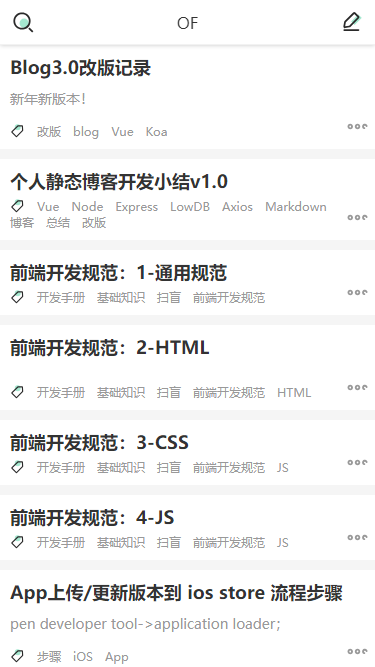 OF
Blog3.0改版记录
新年新版本！
改版 blog Vue Koa
个人静态博客开发小结v1.0
Vue Node Express LowDB Axios Markdown
博客 总结 改版
前端开发规范：1-通用规范
开发手册 基础知识 扫盲 前端开发规范
前端开发规范：2-HTML
开发手册 基础知识 扫盲 前端开发规范 HTML
前端开发规范：3-CSS
开发手册 基础知识 扫盲 前端开发规范 JS
前端开发规范：4-JS
开发手册 基础知识 扫盲 前端开发规范 JS
App上传/更新版本到 ios store 流程步骤
pen developer tool->application loader;
步骤 iOS App